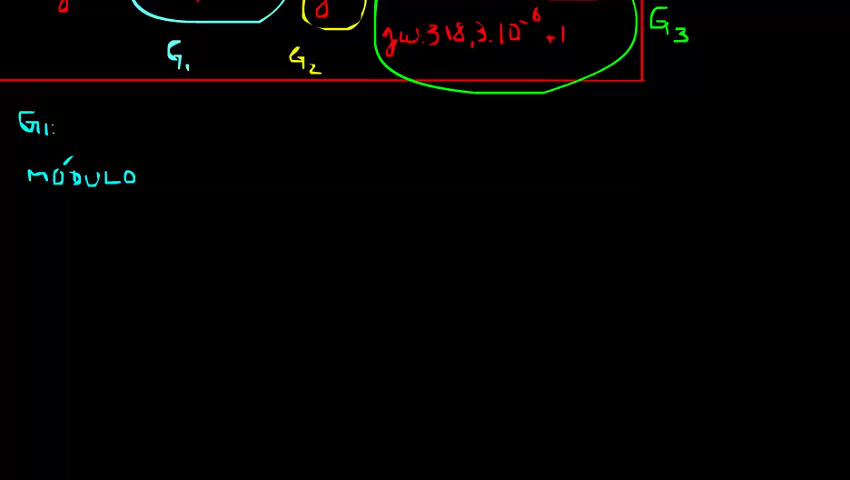 jω.318,3.10⁻⁶+1
G₃
G₁
G₂
G1:
MÓDULO